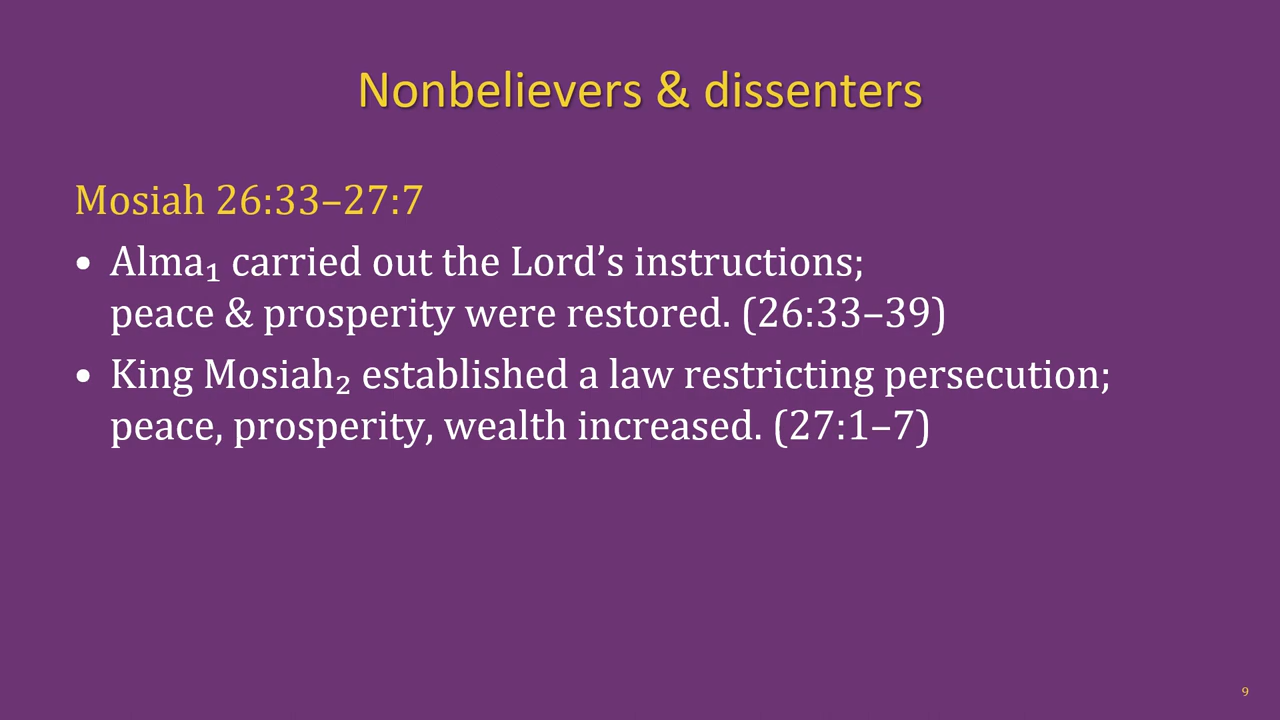 Nonbelievers & dissenters
Mosiah 26:33–27:7
• Alma₁ carried out the Lord’s instructions;
peace & prosperity were restored. (26:33–39)
• King Mosiah₂ established a law restricting persecution;
peace, prosperity, wealth increased. (27:1–7)
9